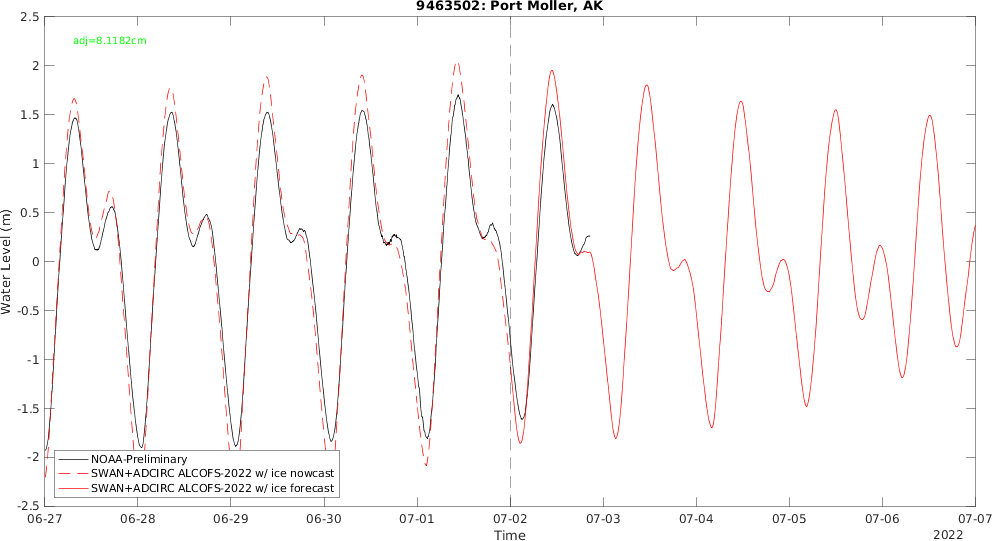 9463502: Port Moller, AK
adj=8.1182cm
2.5
2
1.5
1
0.5
0
-0.5
-1
-1.5
-2
-2.5
Water Level (m)
NOAA-Preliminary
SWAN+ADCIRC ALCOFS-2022 w/ ice nowcast
SWAN+ADCIRC ALCOFS-2022 w/ ice forecast
06-27 06-28 06-29 06-30 07-01 07-02 07-03 07-04 07-05 07-06 07-07
Time
2022